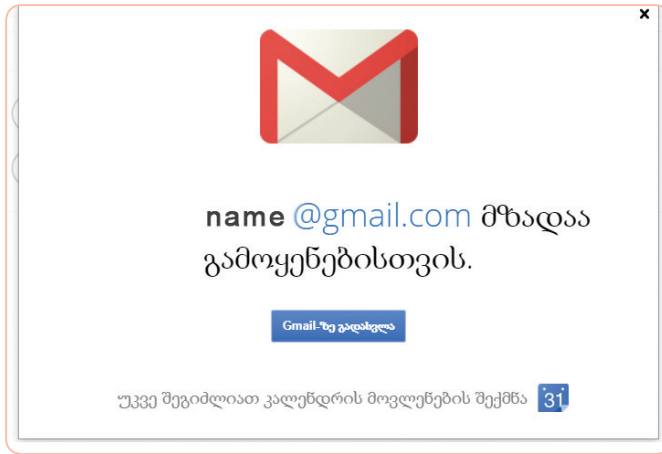 x
name @gmail.com მზადაა
გამოყენებისთვის.
Gmail-ზე გადასვლა
უკვე შეგიძლიათ კალენდრის მოვლენების შექმნა 31